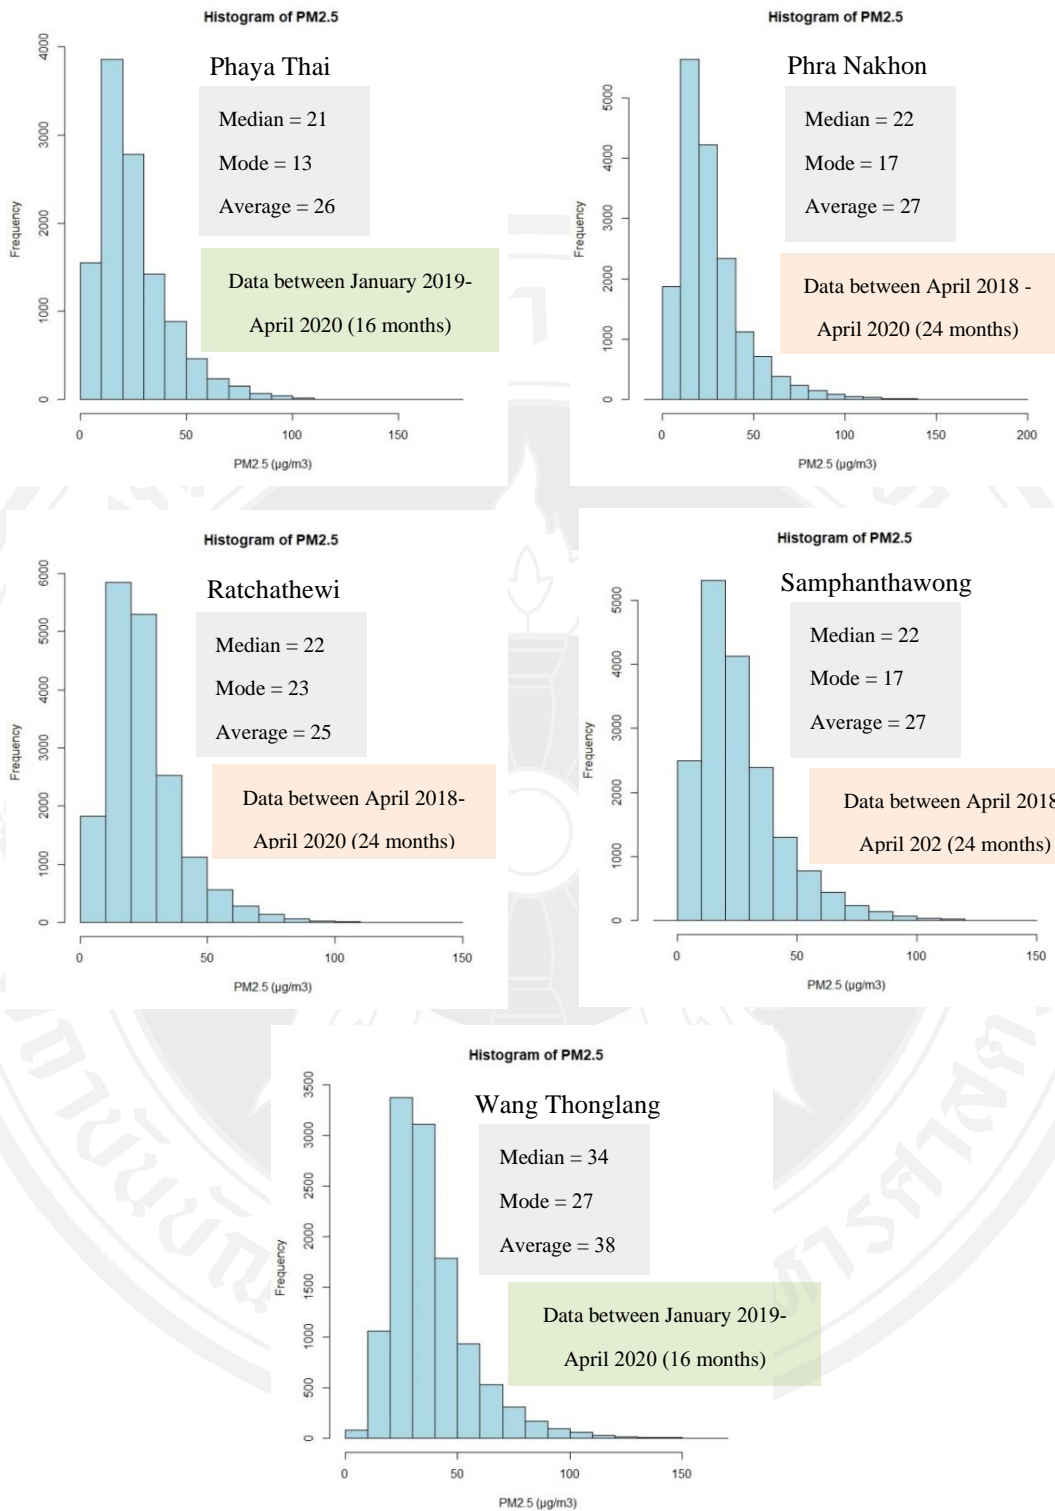 Histogram of PM2.5
Phaya Thai
Median = 21
Mode = 13
Average = 26
Data between January 2019-
April 2020 (16 months)
Frequency
0
1000
2000
3000
4000
0
50
100
150
PM2.5 (µg/m3)
Histogram of PM2.5
Phra Nakhon
Median = 22
Mode = 17
Average = 27
Data between April 2018 -
April 2020 (24 months)
Frequency
0
1000
2000
3000
4000
5000
0
50
100
150
200
PM2.5 (µg/m3)
Histogram of PM2.5
Ratchathewi
Median = 22
Mode = 23
Average = 25
Data between April 2018-
April 2020 (24 months)
Frequency
0
1000
2000
3000
4000
5000
6000
0
50
100
150
PM2.5 (µg/m3)
Histogram of PM2.5
Samphanthawong
Median = 22
Mode = 17
Average = 27
Data between April 2018
April 202 (24 months)
Frequency
0
1000
2000
3000
4000
5000
0
50
100
150
PM2.5 (µg/m3)
Histogram of PM2.5
Wang Thonglang
Median = 34
Mode = 27
Average = 38
Data between January 2019-
April 2020 (16 months)
Frequency
0
500
1000
1500
2000
2500
3000
3500
0
50
100
150
PM2.5 (µg/m3)